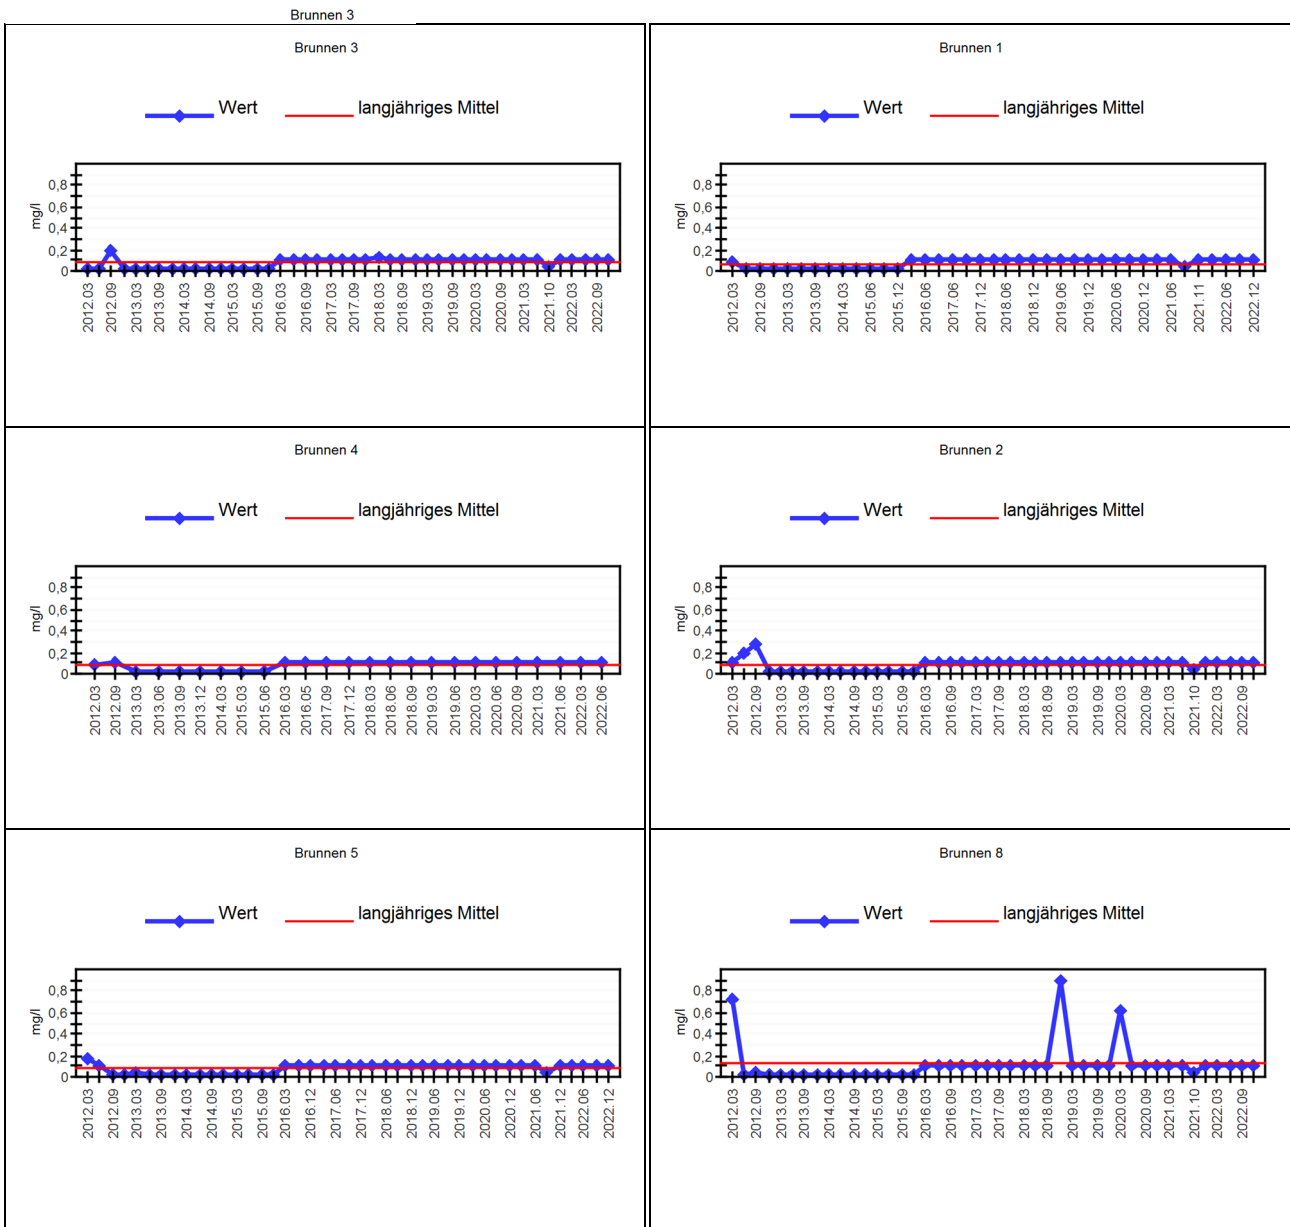 Brunnen 3
Brunnen 3
Wert langjähriges Mittel
mg/l
0,8
0,6
0,4
0,2
0
2012.03 2012.09 2013.03 2013.09 2014.03 2014.09 2015.03 2015.09 2016.03 2016.09 2017.03 2017.09 2018.03 2018.09 2019.03 2019.09 2020.03 2020.09 2021.03 2021.10 2022.03 2022.09
Brunnen 1
Wert langjähriges Mittel
mg/l
0,8
0,6
0,4
0,2
0
2012.03 2012.09 2013.03 2013.09 2014.03 2015.06 2015.12 2016.06 2017.06 2017.12 2018.06 2018.12 2019.06 2019.12 2020.06 2020.12 2021.11 2022.06 2022.12
Brunnen 4
Wert langjähriges Mittel
mg/l
0,8
0,6
0,4
0,2
0
2012.03 2012.09 2013.03 2013.06 2013.09 2013.12 2014.03 2015.03 2015.06 2016.03 2016.05 2017.09 2017.12 2018.03 2018.09 2019.03 2019.06 2020.03 2020.06 2020.09 2021.03 2021.06 2021.09 2022.03 2022.06
Brunnen 2
Wert langjähriges Mittel
mg/l
0,8
0,6
0,4
0,2
0
2012.03 2012.09 2013.03 2013.09 2014.03 2014.09 2015.03 2015.09 2016.03 2016.09 2017.03 2017.09 2018.03 2018.09 2019.03 2019.09 2020.03 2020.09 2021.03 2021.10 2022.03 2022.09
Brunnen 5
Wert langjähriges Mittel
mg/l
0,8
0,6
0,4
0,2
0
2012.03 2012.09 2013.03 2013.09 2014.03 2014.09 2015.03 2015.09 2016.03 2016.12 2017.06 2017.12 2018.06 2018.12 2019.06 2019.12 2020.06 2020.12 2021.06 2021.12 2022.06 2022.12
Brunnen 8
Wert langjähriges Mittel
mg/l
0,8
0,6
0,4
0,2
0
2012.03 2012.09 2013.03 2013.09 2014.03 2014.09 2015.03 2015.09 2016.03 2016.09 2017.03 2017.09 2018.03 2018.09 2019.03 2019.09 2020.03 2020.09 2021.03 2021.10 2022.03 2022.09